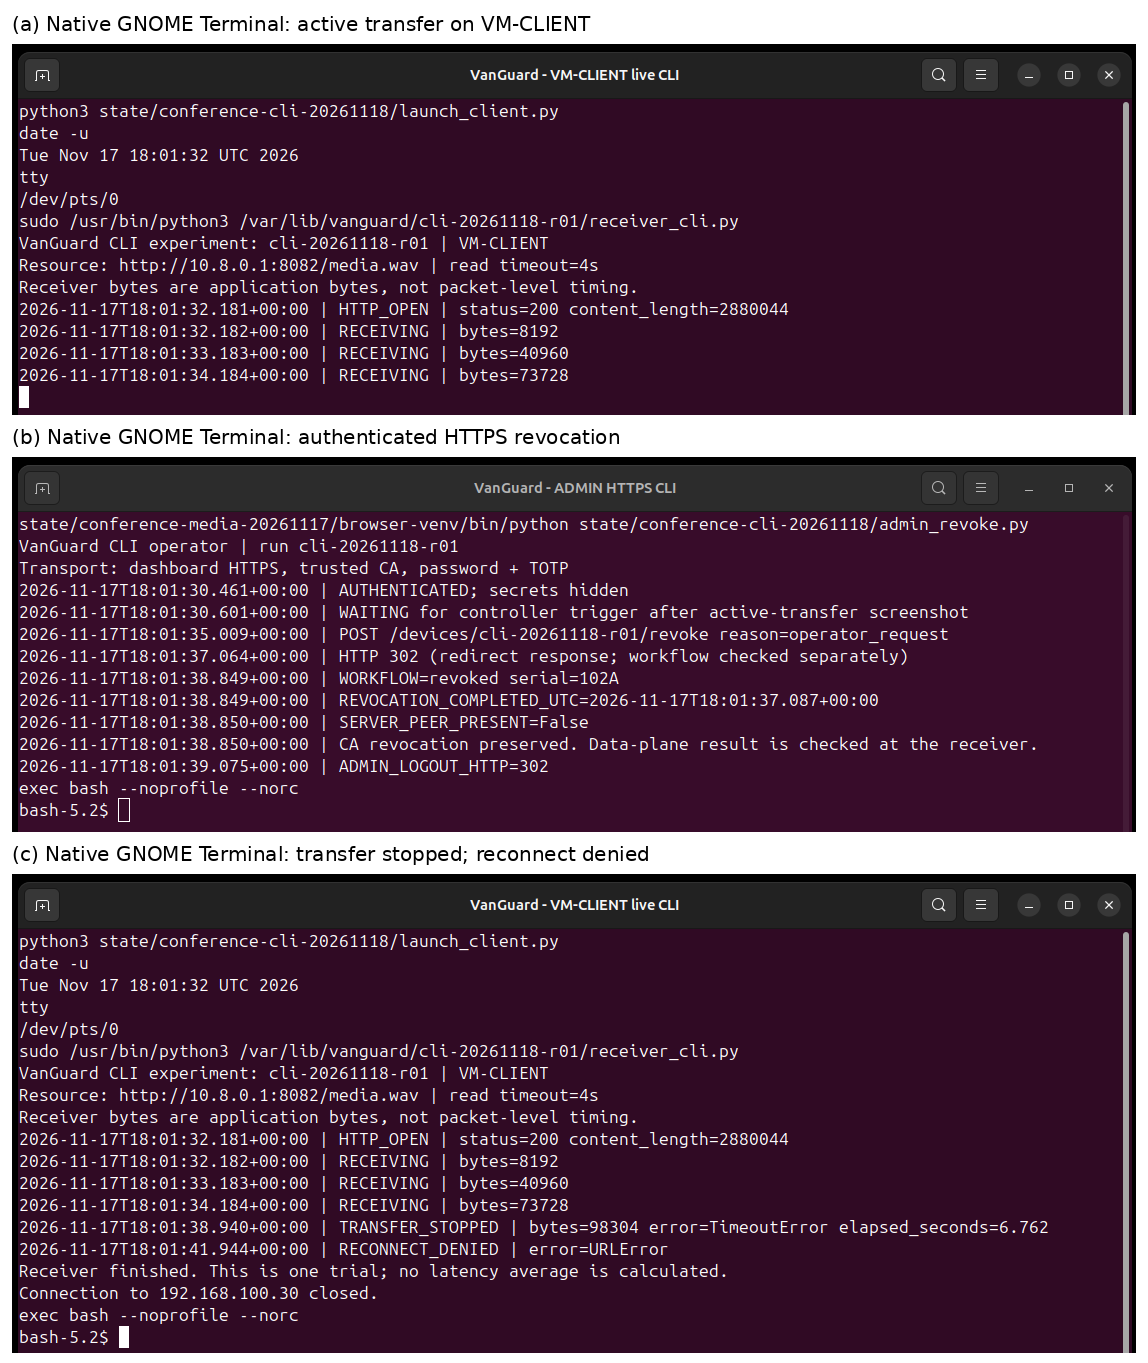 (a) Native GNOME Terminal: active transfer on VM-CLIENT
VanGuard - VM-CLIENT live CLI
python3 state/conference-cli-20261118/launch_client.py
date -u
Tue Nov 17 18:01:32 UTC 2026
tty
/dev/pts/0
sudo /usr/bin/python3 /var/lib/vanguard/cli-20261118-r01/receiver_cli.py
VanGuard CLI experiment: cli-20261118-r01 | VM-CLIENT
Resource: http://10.8.0.1:8082/media.wav | read timeout=4s
Receiver bytes are application bytes, not packet-level timing.
2026-11-17T18:01:32.181+00:00 | HTTP_OPEN | status=200 content_length=2880044
2026-11-17T18:01:32.182+00:00 | RECEIVING | bytes=8192
2026-11-17T18:01:33.183+00:00 | RECEIVING | bytes=40960
2026-11-17T18:01:34.184+00:00 | RECEIVING | bytes=73728
(b) Native GNOME Terminal: authenticated HTTPS revocation
VanGuard - ADMIN HTTPS CLI
state/conference-media-20261117/browser-venv/bin/python state/conference-cli-20261118/admin_revoke.py
VanGuard CLI operator | run cli-20261118-r01
Transport: dashboard HTTPS, trusted CA, password + TOTP
2026-11-17T18:01:30.461+00:00 | AUTHENTICATED; secrets hidden
2026-11-17T18:01:30.601+00:00 | WAITING for controller trigger after active-transfer screenshot
2026-11-17T18:01:35.009+00:00 | POST /devices/cli-20261118-r01/revoke reason=operator_request
2026-11-17T18:01:37.064+00:00 | HTTP 302 (redirect response; workflow checked separately)
2026-11-17T18:01:38.849+00:00 | WORKFLOW=revoked serial=102A
2026-11-17T18:01:38.849+00:00 | REVOCATION_COMPLETED_UTC=2026-11-17T18:01:37.087+00:00
2026-11-17T18:01:38.850+00:00 | SERVER_PEER_PRESENT=False
2026-11-17T18:01:38.850+00:00 | CA revocation preserved. Data-plane result is checked at the receiver.
2026-11-17T18:01:39.075+00:00 | ADMIN_LOGOUT_HTTP=302
exec bash --noprofile --norc
bash-5.2$
(c) Native GNOME Terminal: transfer stopped; reconnect denied
VanGuard - VM-CLIENT live CLI
python3 state/conference-cli-20261118/launch_client.py
date -u
Tue Nov 17 18:01:32 UTC 2026
tty
/dev/pts/0
sudo /usr/bin/python3 /var/lib/vanguard/cli-20261118-r01/receiver_cli.py
VanGuard CLI experiment: cli-20261118-r01 | VM-CLIENT
Resource: http://10.8.0.1:8082/media.wav | read timeout=4s
Receiver bytes are application bytes, not packet-level timing.
2026-11-17T18:01:32.181+00:00 | HTTP_OPEN | status=200 content_length=2880044
2026-11-17T18:01:32.182+00:00 | RECEIVING | bytes=8192
2026-11-17T18:01:33.183+00:00 | RECEIVING | bytes=40960
2026-11-17T18:01:34.184+00:00 | RECEIVING | bytes=73728
2026-11-17T18:01:38.940+00:00 | TRANSFER_STOPPED | bytes=98304 error=TimeoutError elapsed_seconds=6.762
2026-11-17T18:01:41.944+00:00 | RECONNECT_DENIED | error=URLError
Receiver finished. This is one trial; no latency average is calculated.
Connection to 192.168.100.30 closed.
exec bash --noprofile --norc
bash-5.2$